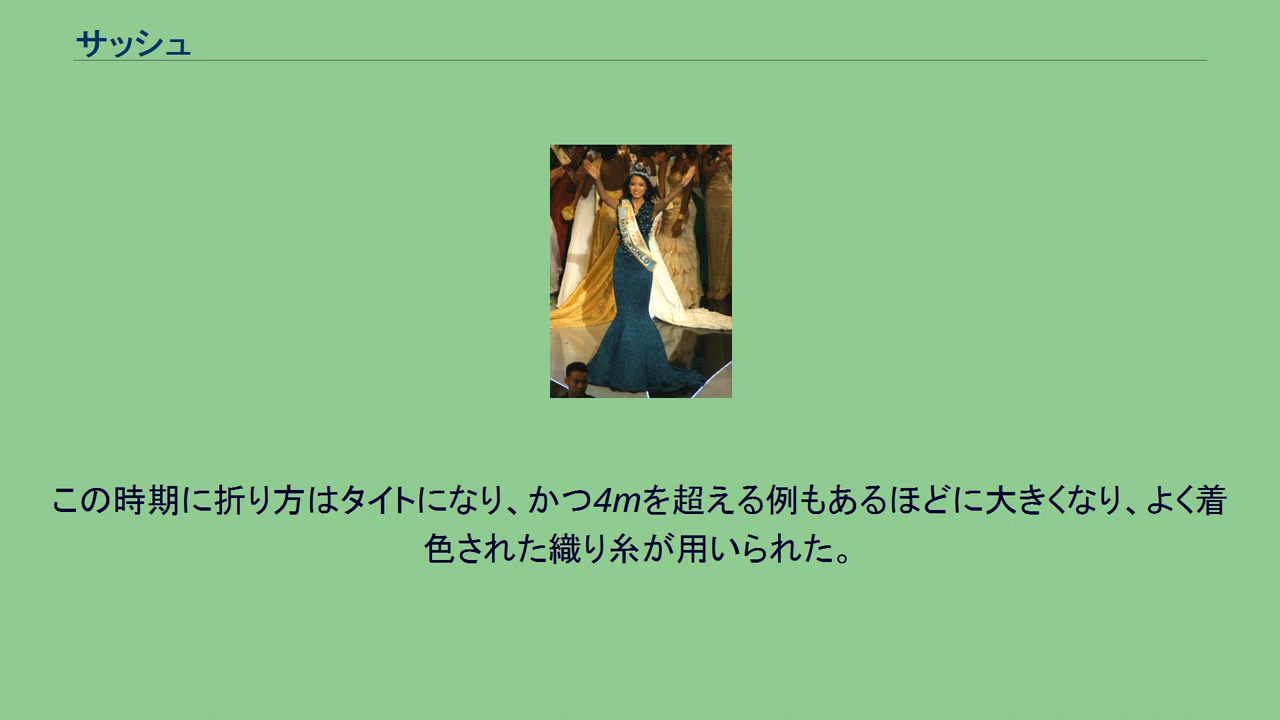 サッシュ
MISS WORLD
この時期に折り方はタイトになり、かつ4mを超える例もあるほどに大きくなり、よく着
色された織り糸が用いられた。